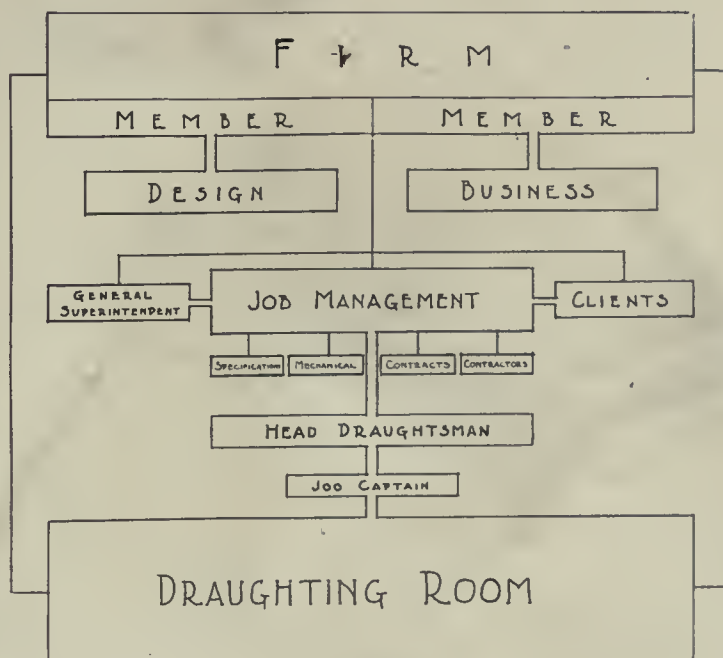 FIRM
MEMBER MEMBER
DESIGN BUSINESS
GENERAL
SUPERINTENDENT
JOB MANAGEMENT
CLIENTS
SPECIFICATION MECHANICAL CONTRACTS CONTRACTORS
HEAD DRAUGHTSMAN
JOB CAPTAIN
DRAUGHTING ROOM